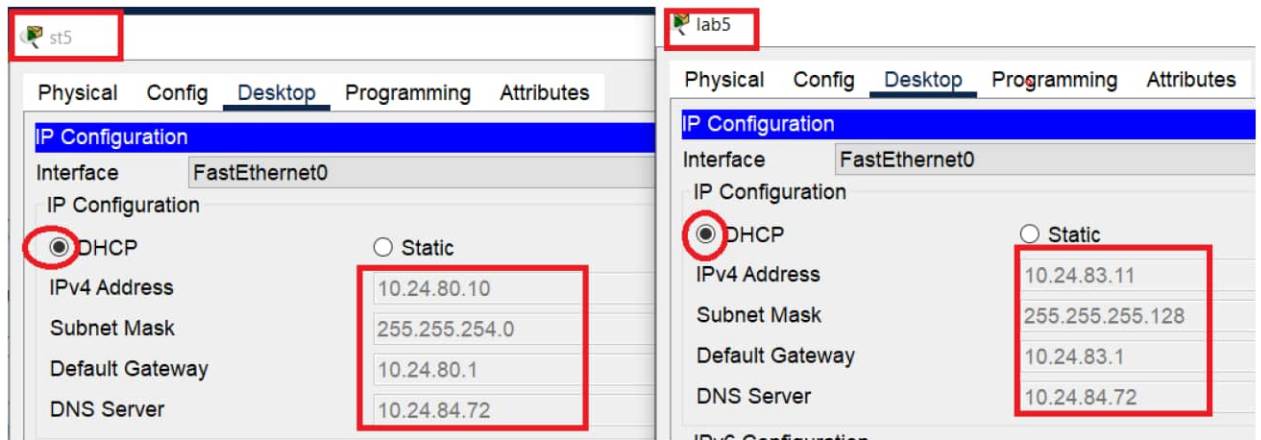 st5
Physical Config Desktop Programming Attributes
IP Configuration
Interface FastEthernet0
IP Configuration
DHCP Static
IPv4 Address 10.24.80.10
Subnet Mask 255.255.254.0
Default Gateway 10.24.80.1
DNS Server 10.24.84.72
lab5
Physical Config Desktop Programming Attributes
IP Configuration
Interface FastEthernet0
IP Configuration
DHCP Static
IPv4 Address 10.24.83.11
Subnet Mask 255.255.255.128
Default Gateway 10.24.83.1
DNS Server 10.24.84.72
IPv6 Configuration